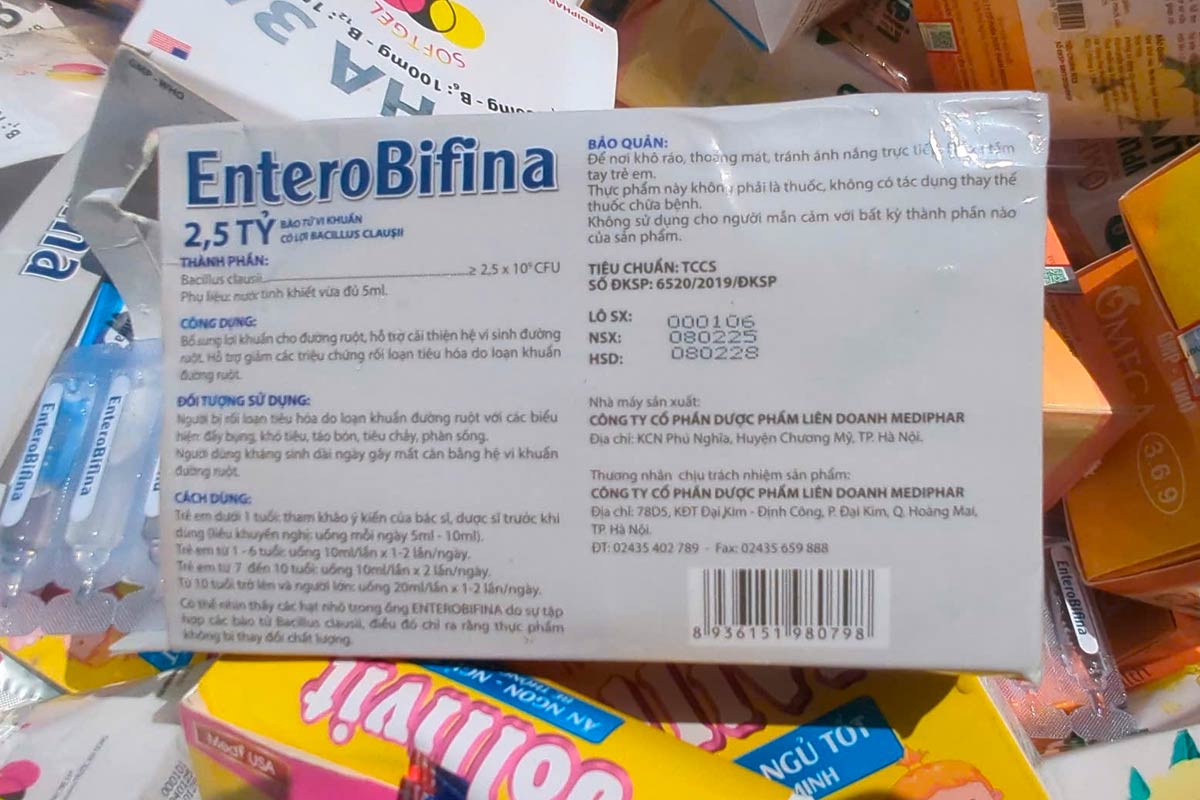 MEDIPHAR
SOFTGEL
3
HA
GMP - WHO
EnteroBifina
2,5 TỶ BÀO TỬ VI KHUẨN
CÓ LỢI BACILLUS CLAUSII
THÀNH PHẦN:
Bacillus clausii ≥ 2,5 x 10⁹ CFU
Phụ liệu: nước tinh khiết vừa đủ 5ml.
CÔNG DỤNG:
Bổ sung lợi khuẩn cho đường ruột, hỗ trợ cải thiện hệ vi sinh đường
ruột. Hỗ trợ giảm các triệu chứng rối loạn tiêu hóa do loạn khuẩn
đường ruột.
ĐỐI TƯỢNG SỬ DỤNG:
Người bị rối loạn tiêu hóa do loạn khuẩn đường ruột với các biểu
hiện: đầy bụng, khó tiêu, táo bón, tiêu chảy, phân sống.
Người dùng kháng sinh dài ngày gây mất cân bằng hệ vi khuẩn
đường ruột.
CÁCH DÙNG:
Trẻ em dưới 1 tuổi: tham khảo ý kiến của bác sĩ, dược sĩ trước khi
dùng (liều khuyến nghị: uống mỗi ngày 5ml - 10ml).
Trẻ em từ 1 - 6 tuổi: uống 10ml/lần x 1-2 lần/ngày.
Trẻ em từ 7 đến 10 tuổi: uống 10ml/lần x 2 lần/ngày.
Từ 10 tuổi trở lên và người lớn: uống 20ml/lần x 1-2 lần/ngày.
Có thể nhìn thấy các hạt nhỏ trong ống ENTEROBIFINA do sự tập
hợp các bào tử Bacillus clausii, điều đó chỉ ra rằng thực phẩm
không bị thay đổi chất lượng.
BẢO QUẢN:
Để nơi khô ráo, thoáng mát, tránh ánh nắng trực tiếp, tầm
tay trẻ em.
Thực phẩm này không phải là thuốc, không có tác dụng thay thế
thuốc chữa bệnh.
Không sử dụng cho người mẫn cảm với bất kỳ thành phần nào
của sản phẩm.
TIÊU CHUẨN: TCCS
SỐ ĐKSP: 6520/2019/ĐKSP
LÔ SX: 000106
NSX: 080225
HSD: 080228
Nhà máy sản xuất:
CÔNG TY CỔ PHẦN DƯỢC PHẨM LIÊN DOANH MEDIPHAR
Địa chỉ: KCN Phú Nghĩa, Huyện Chương Mỹ, TP. Hà Nội.
Thương nhân chịu trách nhiệm sản phẩm:
CÔNG TY CỔ PHẦN DƯỢC PHẨM LIÊN DOANH MEDIPHAR
Địa chỉ: 78D5, KĐT Đại Kim - Định Công, P. Đại Kim, Q. Hoàng Mai,
TP. Hà Nội.
ĐT: 02435 402 789 - Fax: 02435 659 888
8 936151 980798
EnteroBifina
EnteroBifina
EnteroBifina
OMEGA
369
GMP - WHO
Medf USA
ĂN NGON
NGỦ TỐT